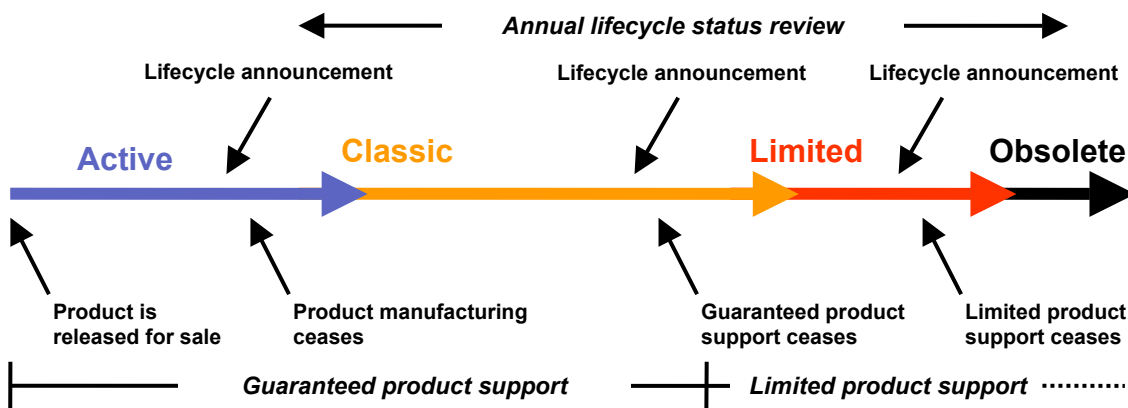 Annual lifecycle status review
Lifecycle announcement
Lifecycle announcement
Lifecycle announcement
Active
Classic
Limited
Obsolete
Product is
released for sale
Product manufacturing
ceases
Guaranteed product
support ceases
Limited product
support ceases
Guaranteed product support
Limited product support